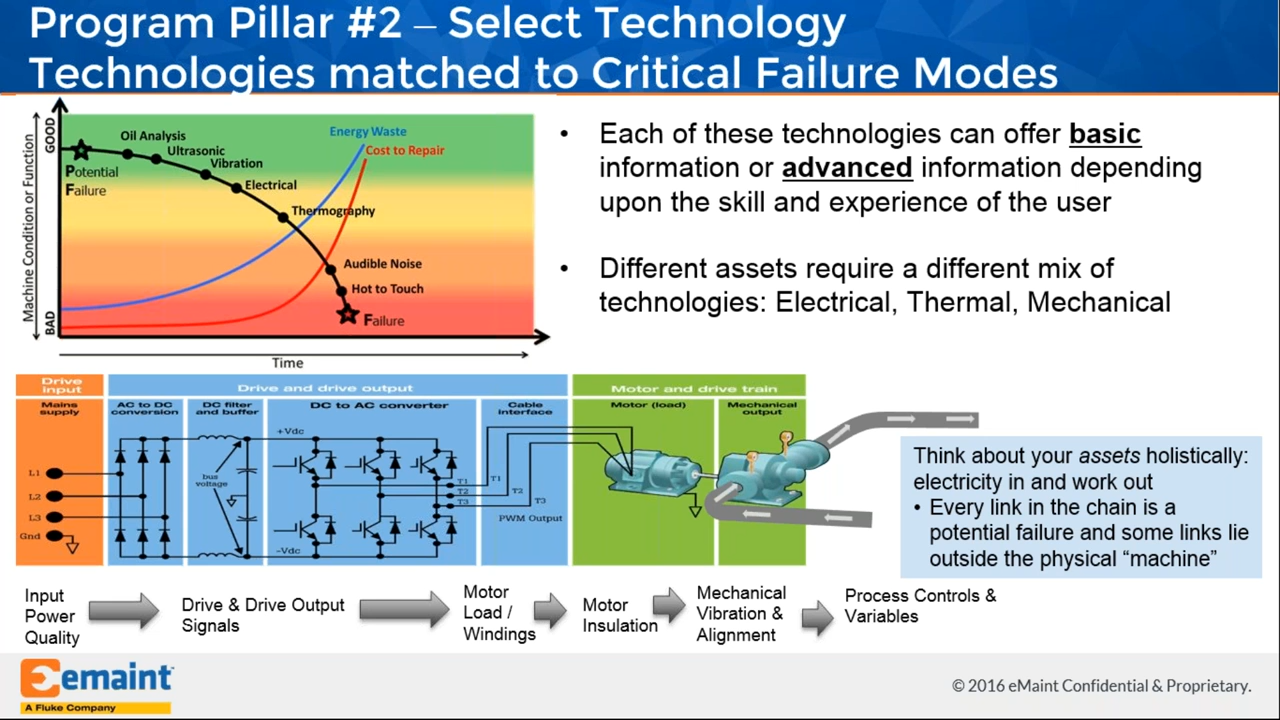 Program Pillar #2 – Select Technology
Technologies matched to Critical Failure Modes
Machine Condition or Function
GOOD
BAD
Oil Analysis
Ultrasonic
Vibration
Electrical
Thermography
Audible Noise
Hot to Touch
Failure
Potential
Failure
Energy Waste
Cost to Repair
Time
• Each of these technologies can offer basic
information or advanced information depending
upon the skill and experience of the user
• Different assets require a different mix of
technologies: Electrical, Thermal, Mechanical
Drive
input
Drive and drive output
Motor and drive train
Mains
supply
AC to DC
conversion
DC filter
and buffer
DC to AC converter
Cable
interface
Motor (load)
Mechanical
output
L1
L2
L3
Gnd
bus
voltage
+Vdc
-Vdc
T1
T2
T3
T1
T2
T3
PWM Output
Think about your assets holistically:
electricity in and work out
• Every link in the chain is a
potential failure and some links lie
outside the physical “machine”
Input
Power
Quality
Drive & Drive Output
Signals
Motor
Load /
Windings
Motor
Insulation
Mechanical
Vibration &
Alignment
Process Controls &
Variables
emaint™
A Fluke Company
© 2016 eMaint Confidential & Proprietary.